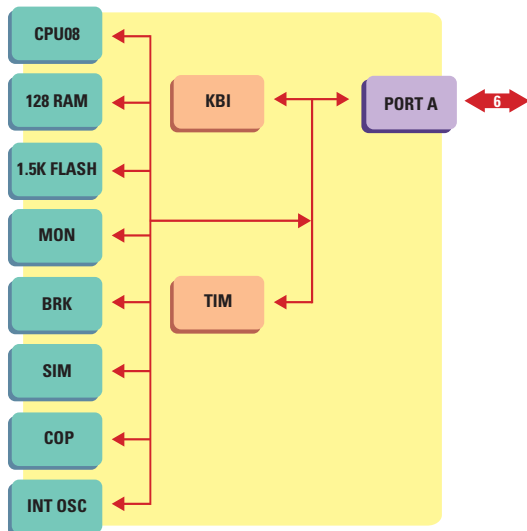 CPU08
128 RAM
KBI
PORT A
6
1.5K FLASH
MON
BRK
TIM
SIM
COP
INT OSC